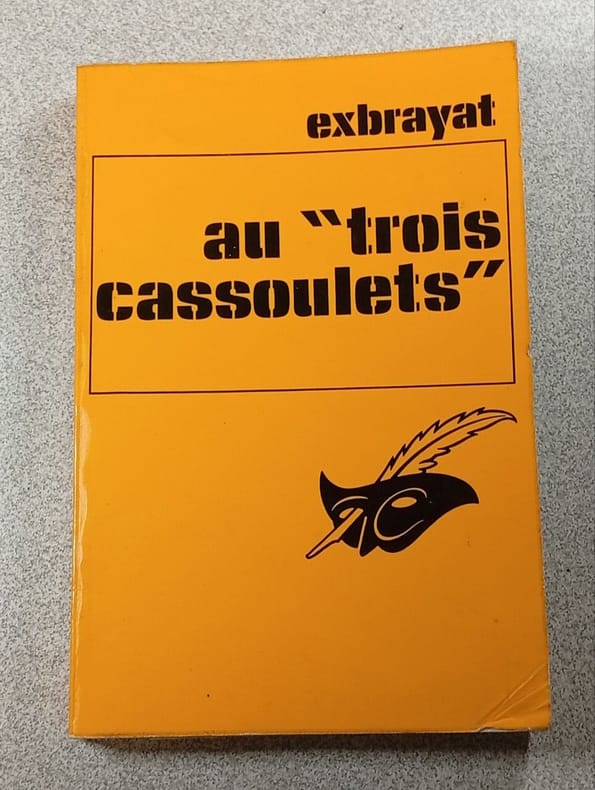 exbrayat
au “trois
cassoulets”